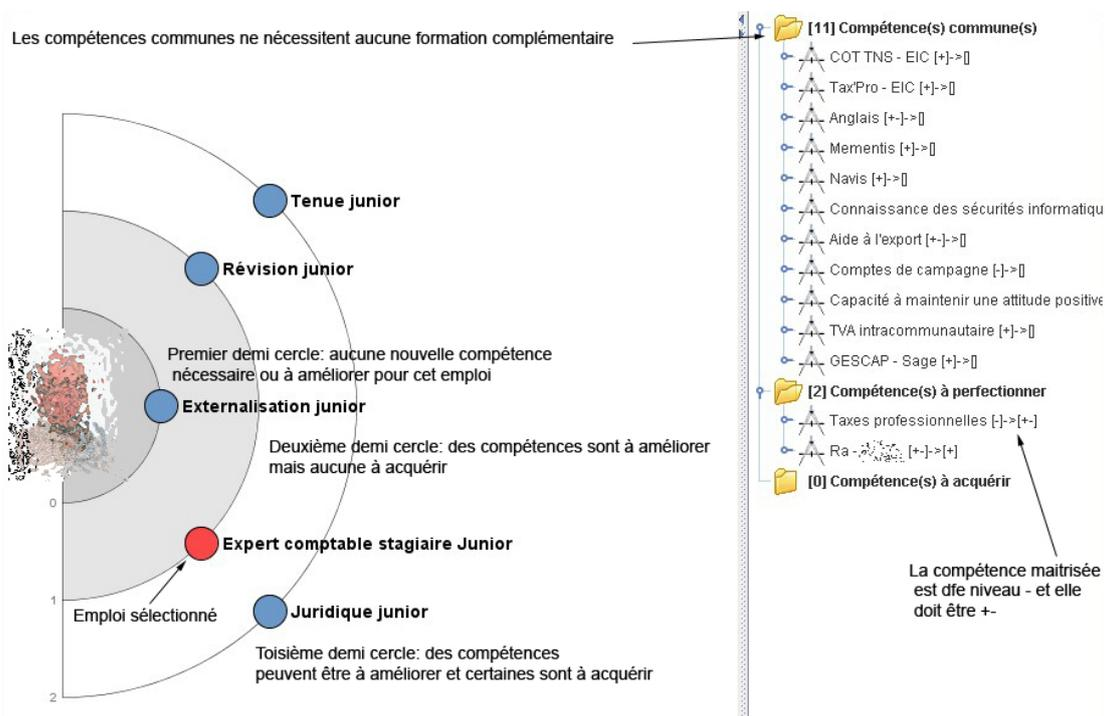 Les compétences communes ne nécessitent aucune formation complémentaire
Tenue junior
Révision junior
Premier demi cercle: aucune nouvelle compétence
nécessaire ou à améliorer pour cet emploi
Externalisation junior
Deuxième demi cercle: des compétences sont à améliorer
mais aucune à acquérir
0
Expert comptable stagiaire Junior
1
Emploi sélectionné
Juridique junior
Toisième demi cercle: des compétences
peuvent être à améliorer et certaines sont à acquérir
2
[11] Compétence(s) commune(s)
COT TNS - EIC [+]->[]
Tax'Pro - EIC [+]->[]
Anglais [+-]->[]
Mementis [+]->[]
Navis [+]->[]
Connaissance des sécurités informatiqu
Aide à l'export [+-]->[]
Comptes de campagne [-]->[]
Capacité à maintenir une attitude positive
TVA intracommunautaire [+]->[]
GESCAP - Sage [+]->[]
[2] Compétence(s) à perfectionner
Taxes professionnelles [-]->[+-]
Ra - [+-]->[+]
[0] Compétence(s) à acquérir
La compétence maitrisée
est dfe niveau - et elle
doit être +-